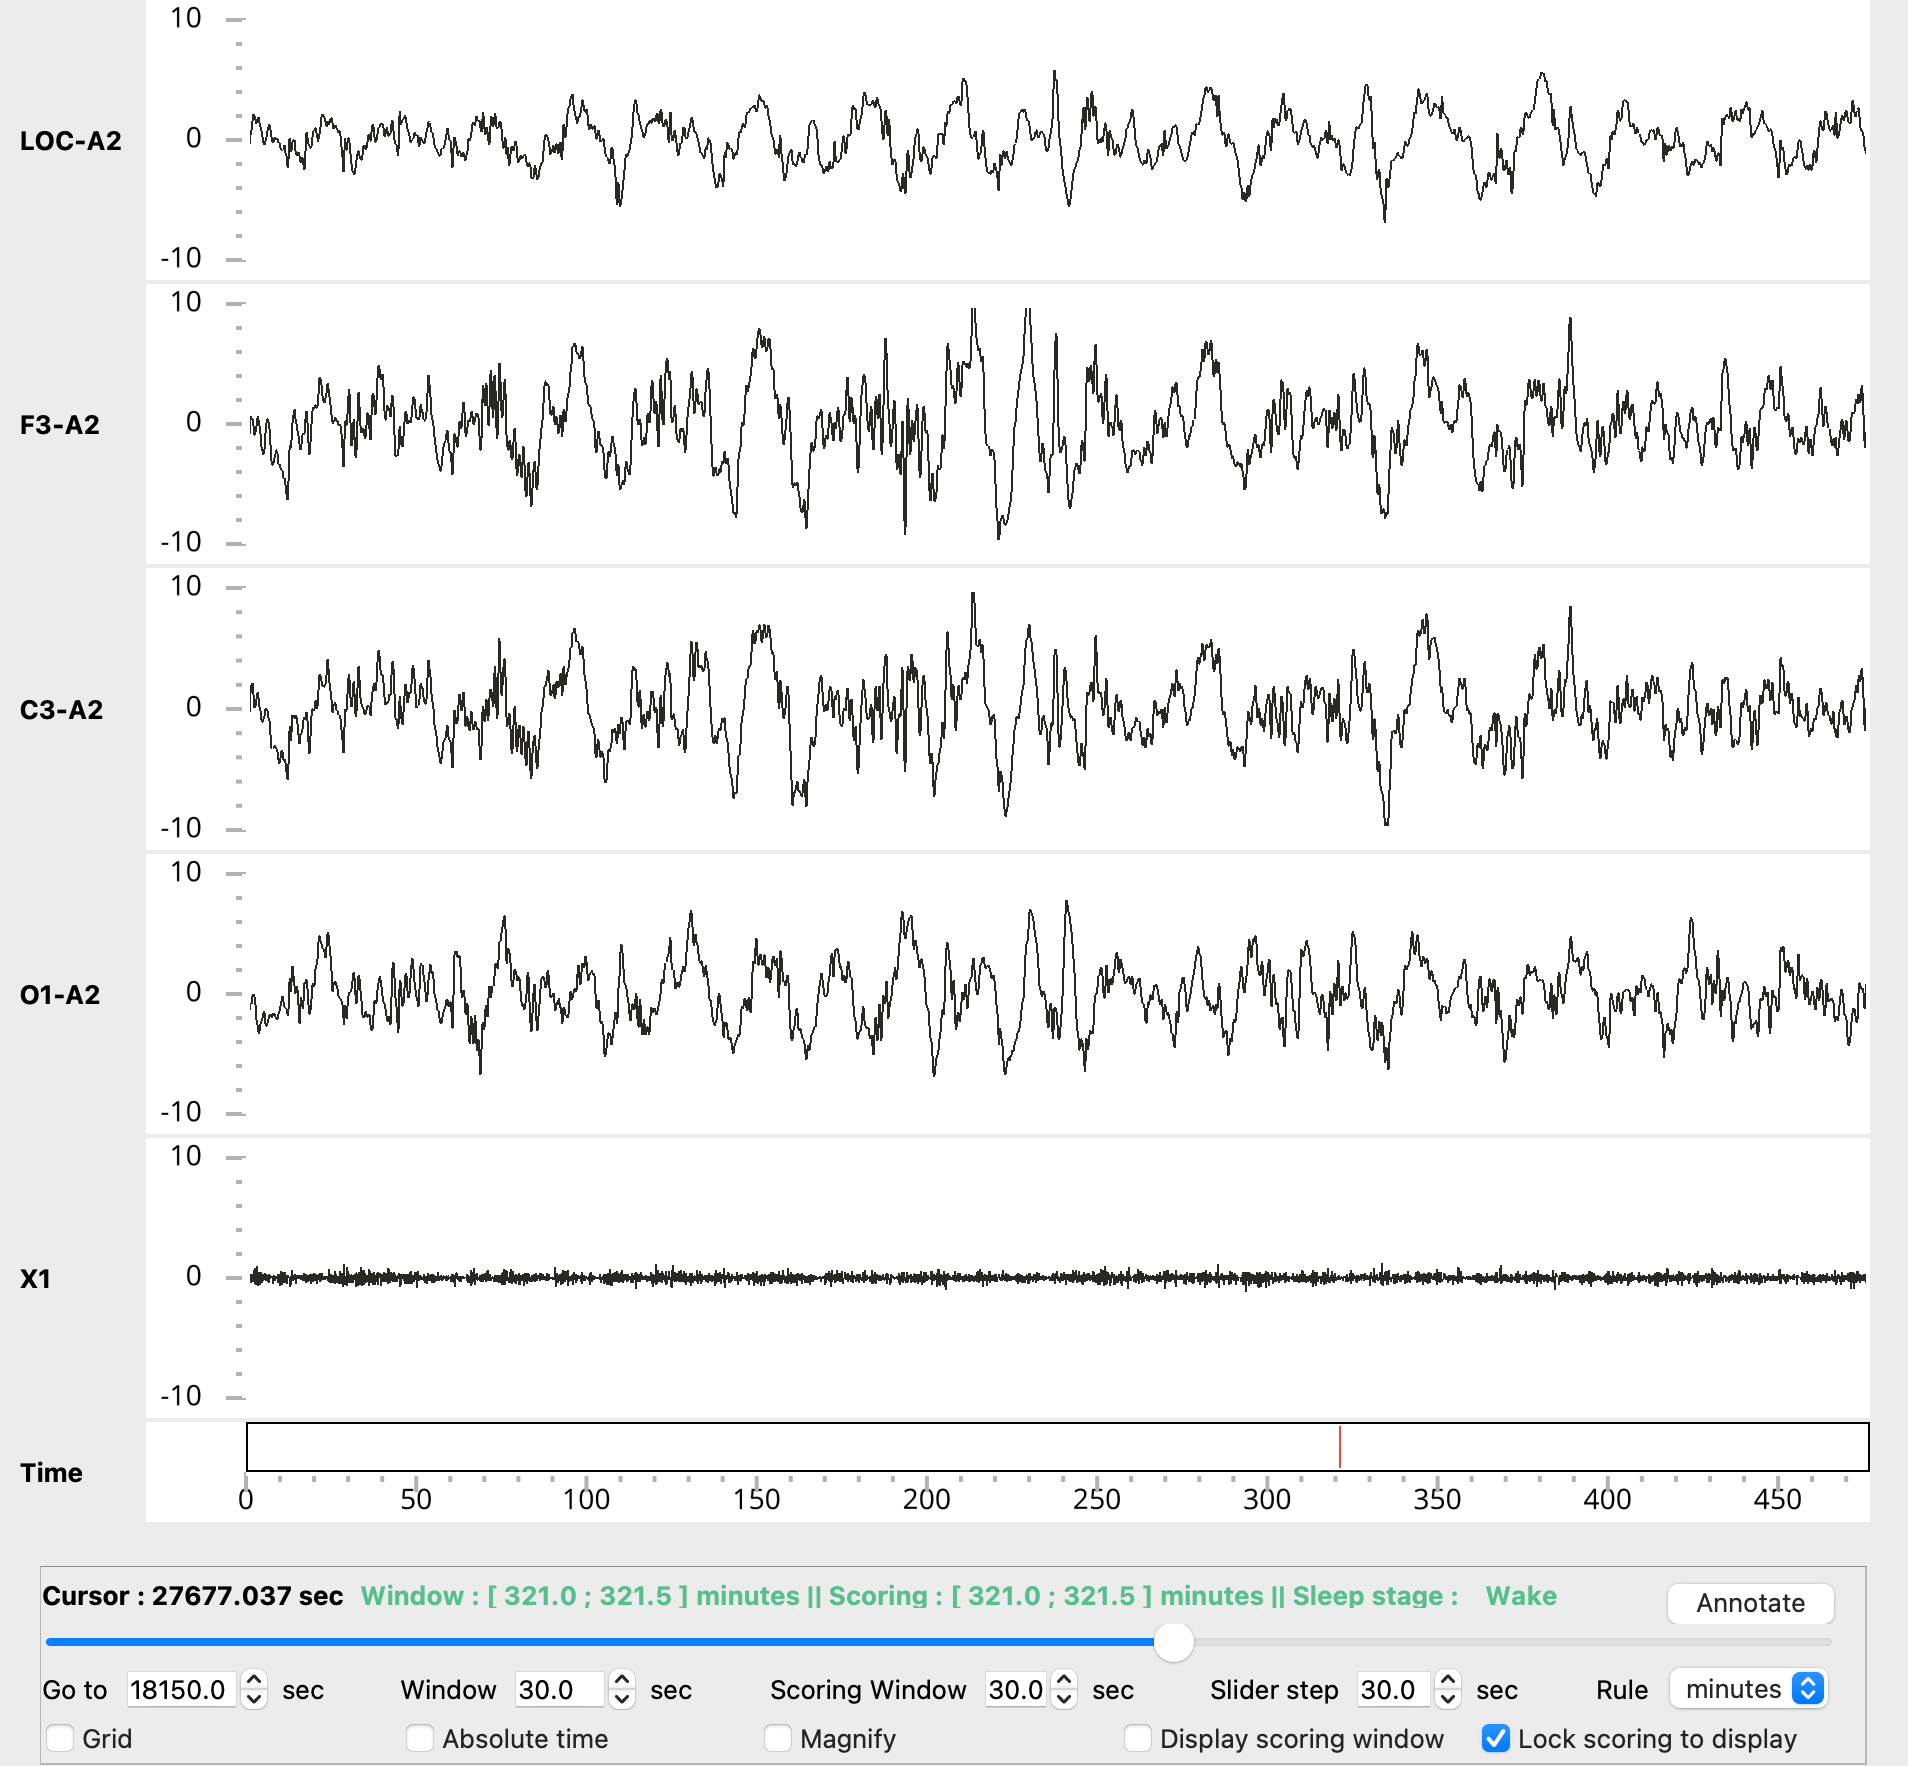 10
LOC-A2
0
-10
10
F3-A2
0
-10
10
C3-A2
0
-10
10
O1-A2
0
-10
10
X1
0
-10
Time
0 50 100 150 200 250 300 350 400 450
Cursor : 27677.037 sec Window : [ 321.0 ; 321.5 ] minutes || Scoring : [ 321.0 ; 321.5 ] minutes || Sleep stage : Wake Annotate
Go to 18150.0 sec Window 30.0 sec Scoring Window 30.0 sec Slider step 30.0 sec Rule minutes
Grid Absolute time Magnify Display scoring window Lock scoring to display